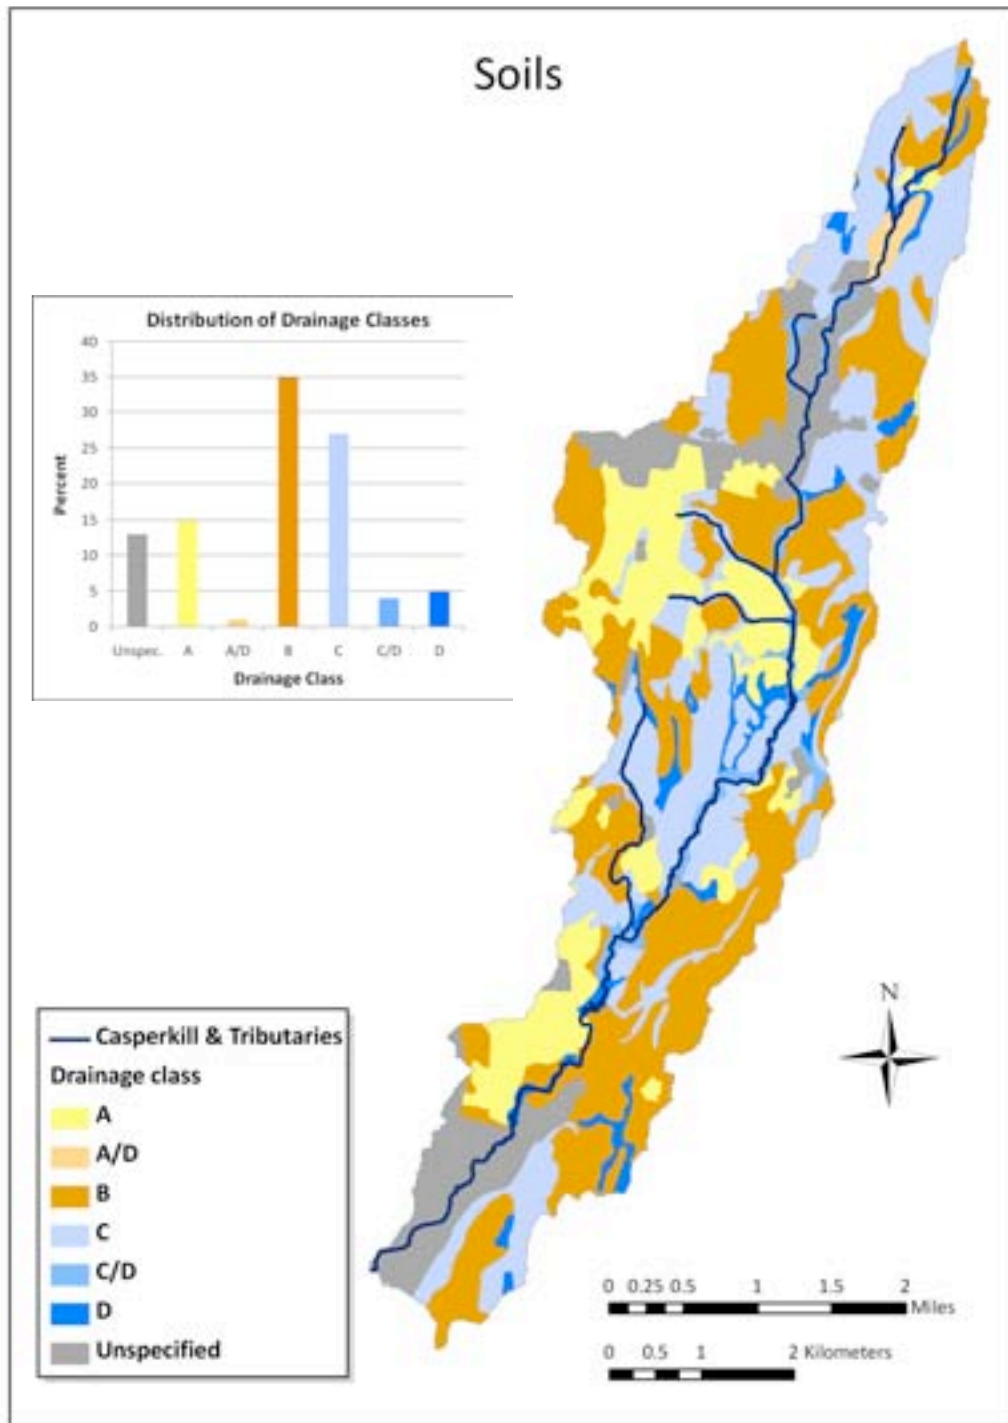 Soils
Distribution of Drainage Classes
40
35
30
25
20
15
10
5
0
Percent
Unspec. A A/D B C C/D D
Drainage Class
N
Casperkill & Tributaries
Drainage class
A
A/D
B
C
C/D
D
Unspecified
0 0.25 0.5 1 1.5 2
Miles
0 0.5 1 2 Kilometers